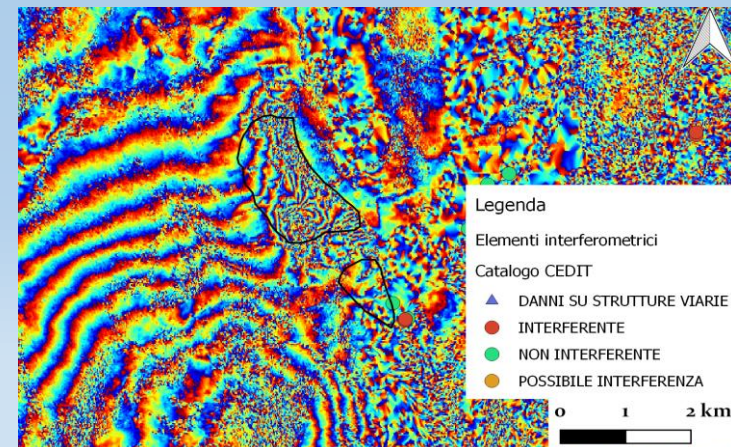 Legenda
Elementi interferometrici
Catalogo CEDIT
DANNI SU STRUTTURE VIARIE
INTERFERENTE
NON INTERFERENTE
POSSIBILE INTERFERENZA
0 1 2 km